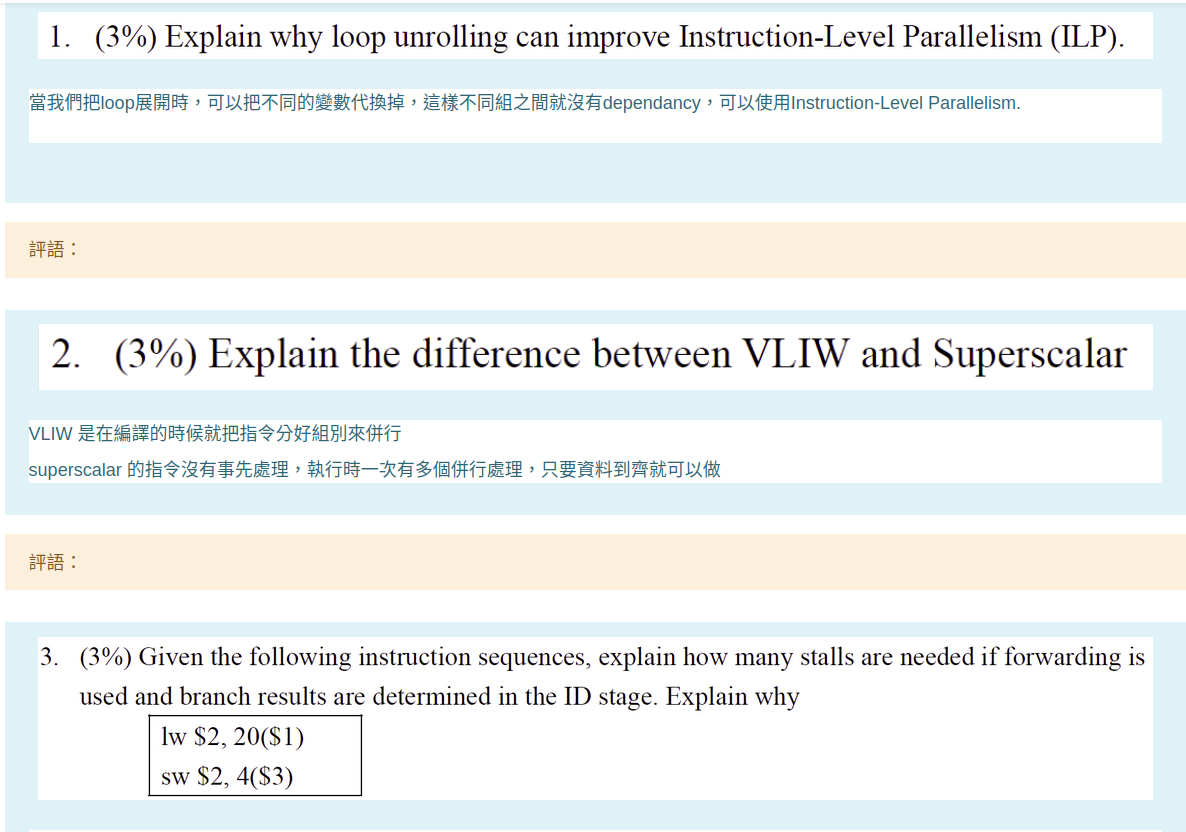 1. (3%) Explain why loop unrolling can improve Instruction-Level Parallelism (ILP).
當我們把loop展開時，可以把不同的變數代換掉，這樣不同組之間就沒有dependancy，可以使用Instruction-Level Parallelism.
評語：
2. (3%) Explain the difference between VLIW and Superscalar
VLIW 是在編譯的時候就把指令分好組別來併行
superscalar 的指令沒有事先處理，執行時一次有多個併行處理，只要資料到齊就可以做
評語：
3. (3%) Given the following instruction sequences, explain how many stalls are needed if forwarding is
used and branch results are determined in the ID stage. Explain why
lw $2, 20($1)
sw $2, 4($3)